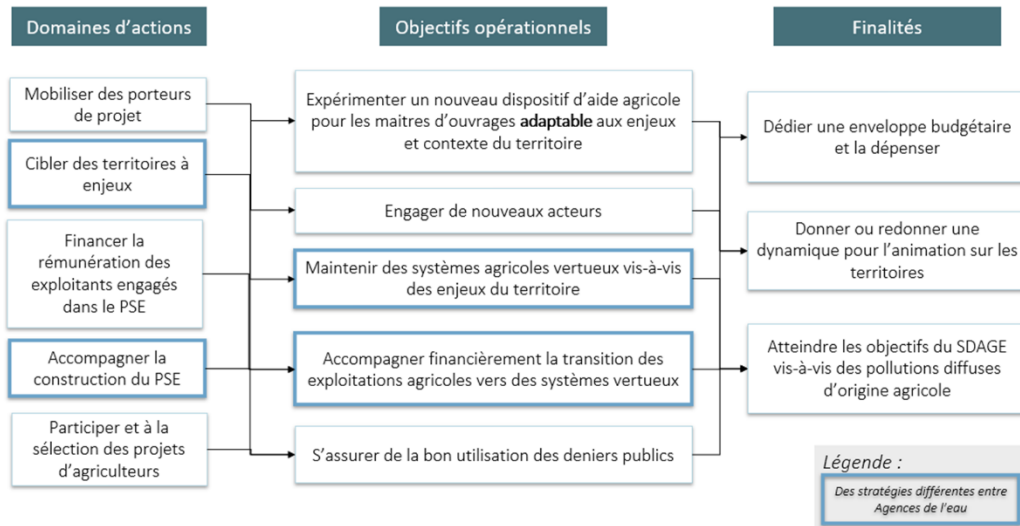 Domaines d'actions
Mobiliser des porteurs
de projet
Cibler des territoires à
enjeux
Financer la
rémunération des
exploitants engagés
dans le PSE
Accompagner la
construction du PSE
Participer et à la
sélection des projets
d'agriculteurs
Objectifs opérationnels
Expérimenter un nouveau dispositif d'aide agricole
pour les maitres d'ouvrages adaptable aux enjeux
et contexte du territoire
Engager de nouveaux acteurs
Maintenir des systèmes agricoles vertueux vis-à-vis
des enjeux du territoire
Accompagner financièrement la transition des
exploitations agricoles vers des systèmes vertueux
S'assurer de la bon utilisation des deniers publics
Finalités
Dédier une enveloppe budgétaire
et la dépenser
Donner ou redonner une
dynamique pour l'animation sur les
territoires
Atteindre les objectifs du SDAGE
vis-à-vis des pollutions diffuses
d'origine agricole
Légende :
Des stratégies différentes entre
Agences de l'eau